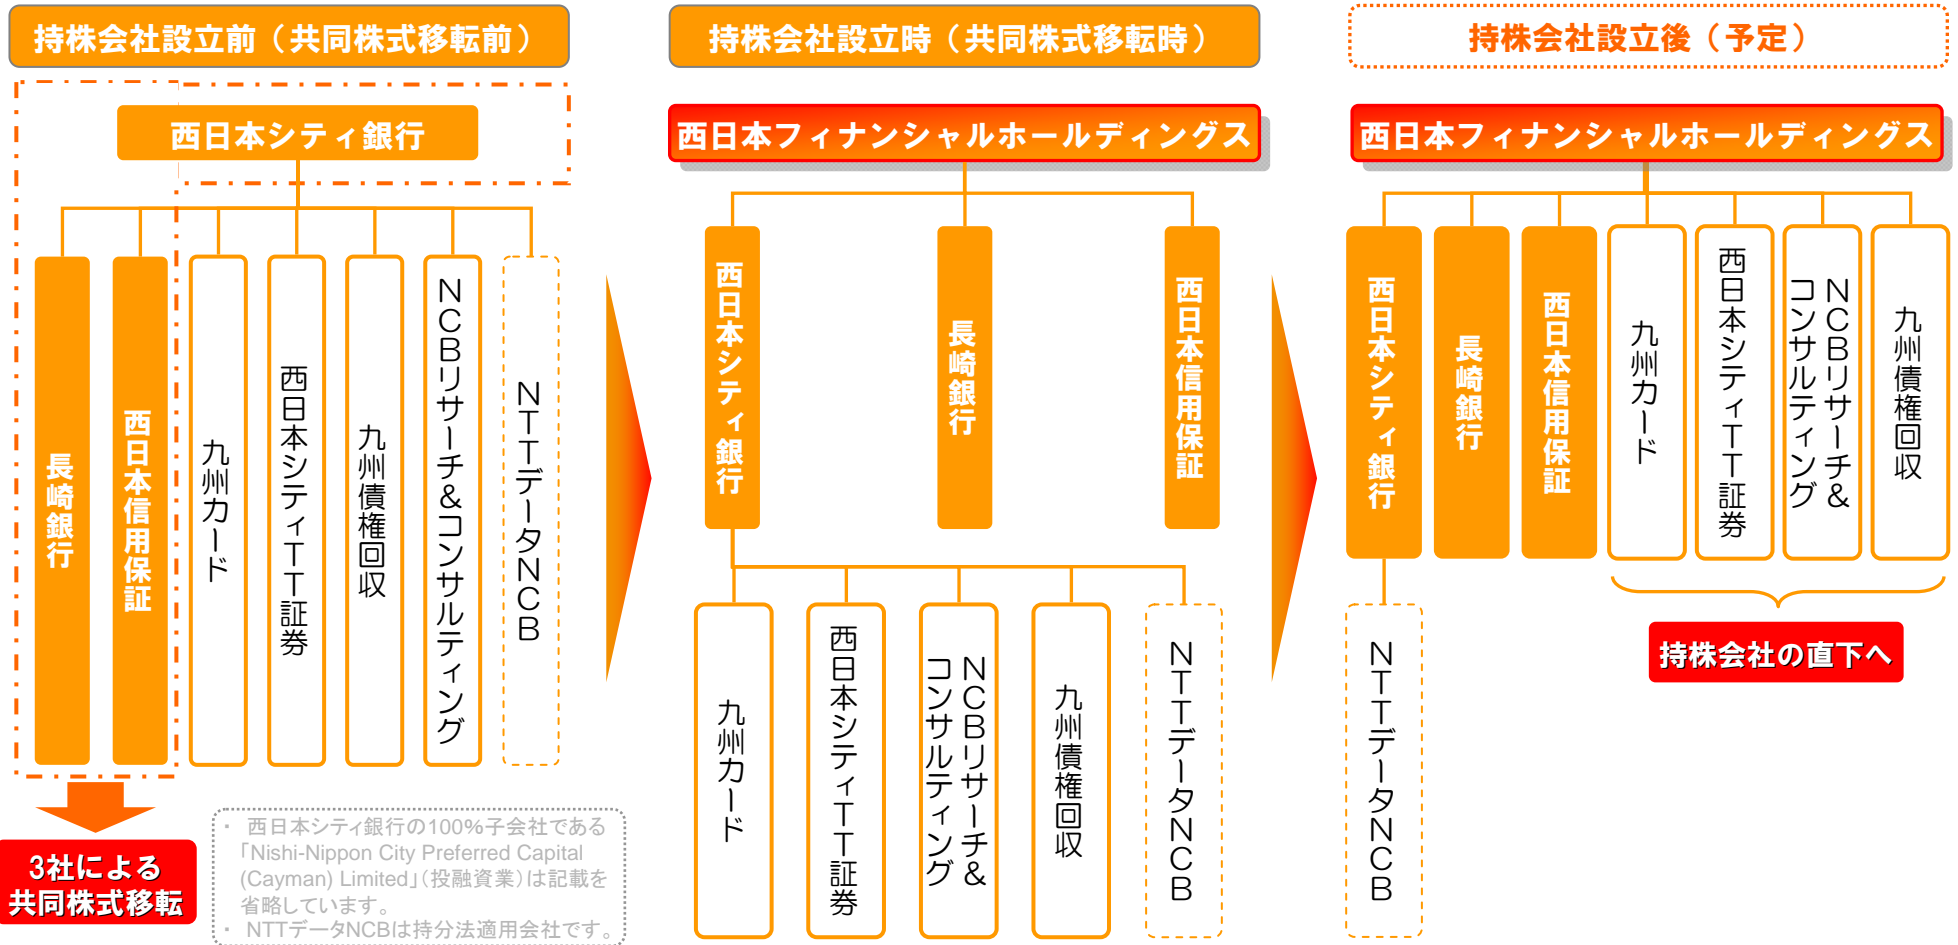 持株会社設立前（共同株式移転前）
西日本シティ銀行
長崎銀行
西日本信用保証
九州カード
西日本シティTT証券
九州債権回収
NCBリサーチ&コンサルティング
NTTデータNCB
3社による
共同株式移転
・ 西日本シティ銀行の100%子会社である
「Nishi-Nippon City Preferred Capital
(Cayman) Limited」（投融資業）は記載を
省略しています。
・ NTTデータNCBは持分法適用会社です。
持株会社設立時（共同株式移転時）
西日本フィナンシャルホールディングス
西日本シティ銀行
長崎銀行
西日本信用保証
九州カード
西日本シティTT証券
NCBリサーチ&
コンサルティング
九州債権回収
NTTデータNCB
持株会社設立後（予定）
西日本フィナンシャルホールディングス
西日本シティ銀行
長崎銀行
西日本信用保証
九州カード
西日本シティTT証券
NCBリサーチ&
コンサルティング
九州債権回収
NTTデータNCB
持株会社の直下へ